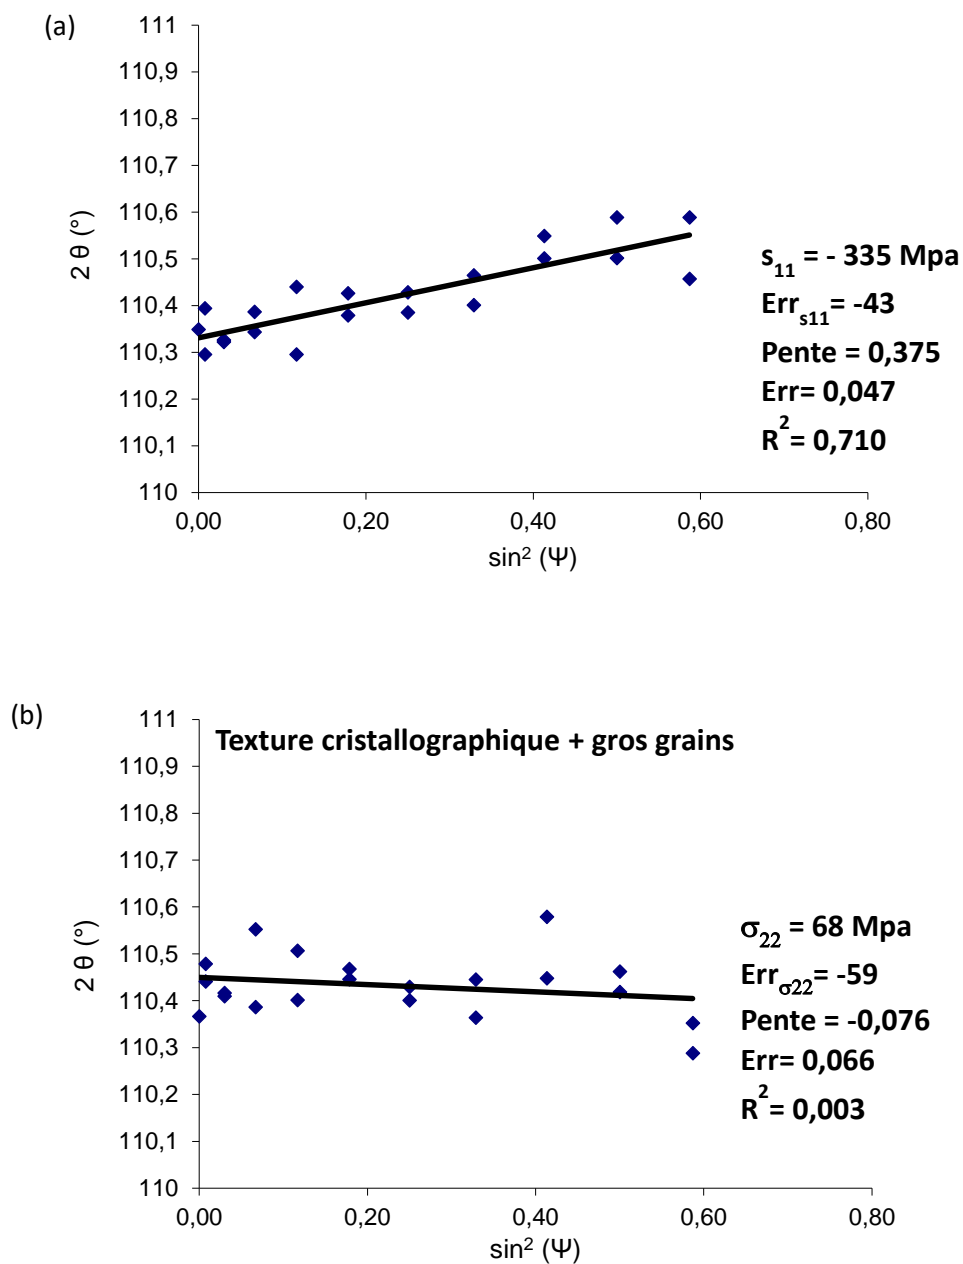 (a)
111
110,9
110,8
110,7
110,6
110,5
110,4
110,3
110,2
110,1
110
2 θ (°)
0,00 0,20 0,40 0,60 0,80
sin² (Ψ)
s11 = - 335 Mpa
Errs11= -43
Pente = 0,375
Err= 0,047
R²= 0,710
(b)
Texture cristallographique + gros grains
111
110,9
110,8
110,7
110,6
110,5
110,4
110,3
110,2
110,1
110
2 θ (°)
0,00 0,20 0,40 0,60 0,80
sin² (Ψ)
σ22 = 68 Mpa
Errσ22= -59
Pente = -0,076
Err= 0,066
R²= 0,003